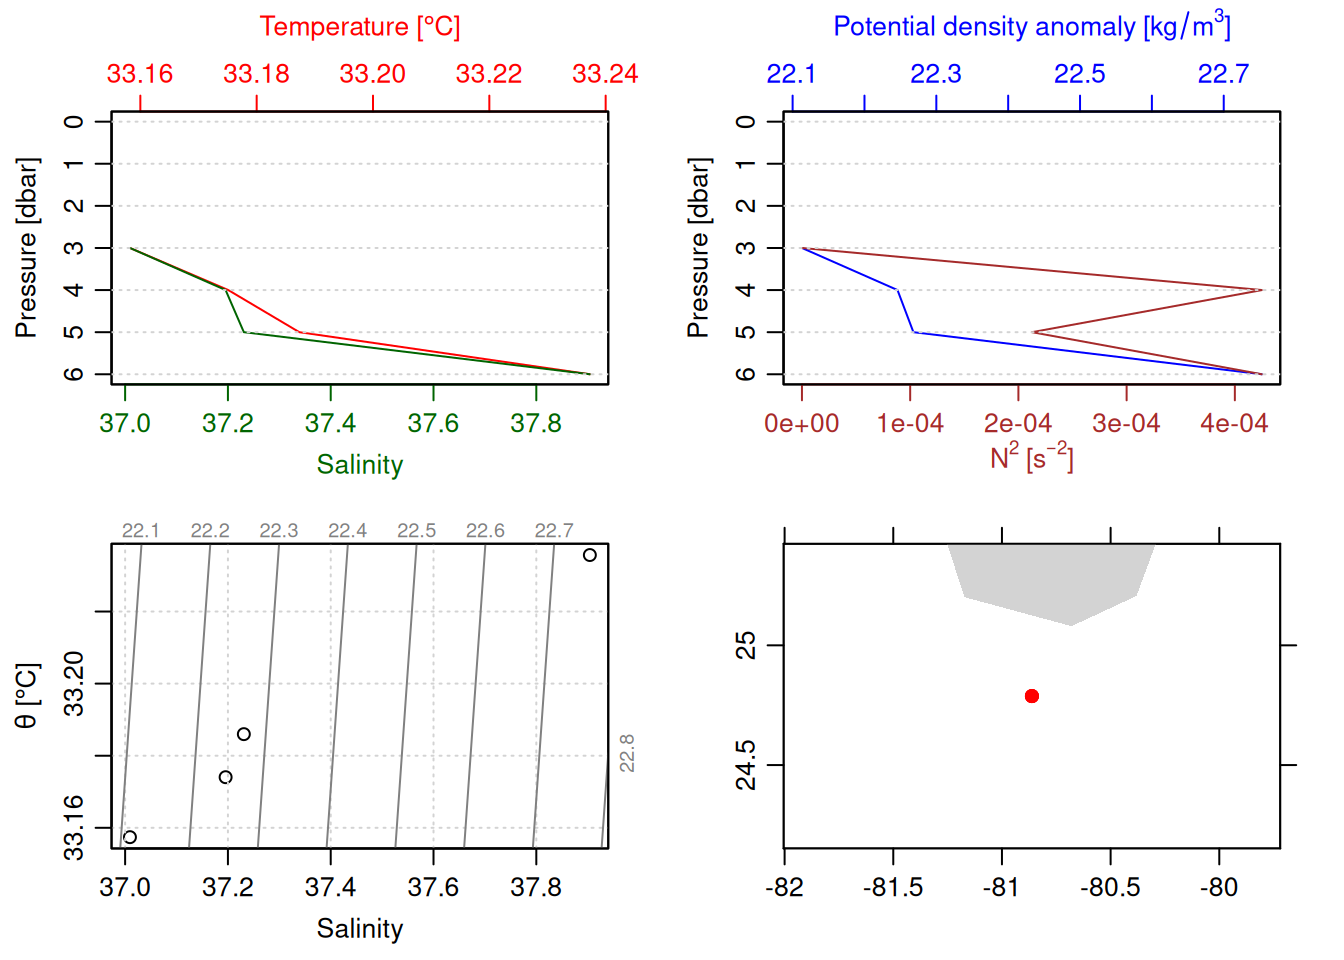 Temperature [°C]
33.16 33.18 33.20 33.22 33.24
Pressure [dbar]
0
1
2
3
4
5
6
37.0 37.2 37.4 37.6 37.8
Salinity
Potential density anomaly [kg/m³]
22.1 22.3 22.5 22.7
Pressure [dbar]
0
1
2
3
4
5
6
0e+00 1e-04 2e-04 3e-04 4e-04
N² [s⁻²]
22.1 22.2 22.3 22.4 22.5 22.6 22.7
22.8
θ [°C]
33.20
33.16
37.0 37.2 37.4 37.6 37.8
Salinity
25
24.5
-82 -81.5 -81 -80.5 -80